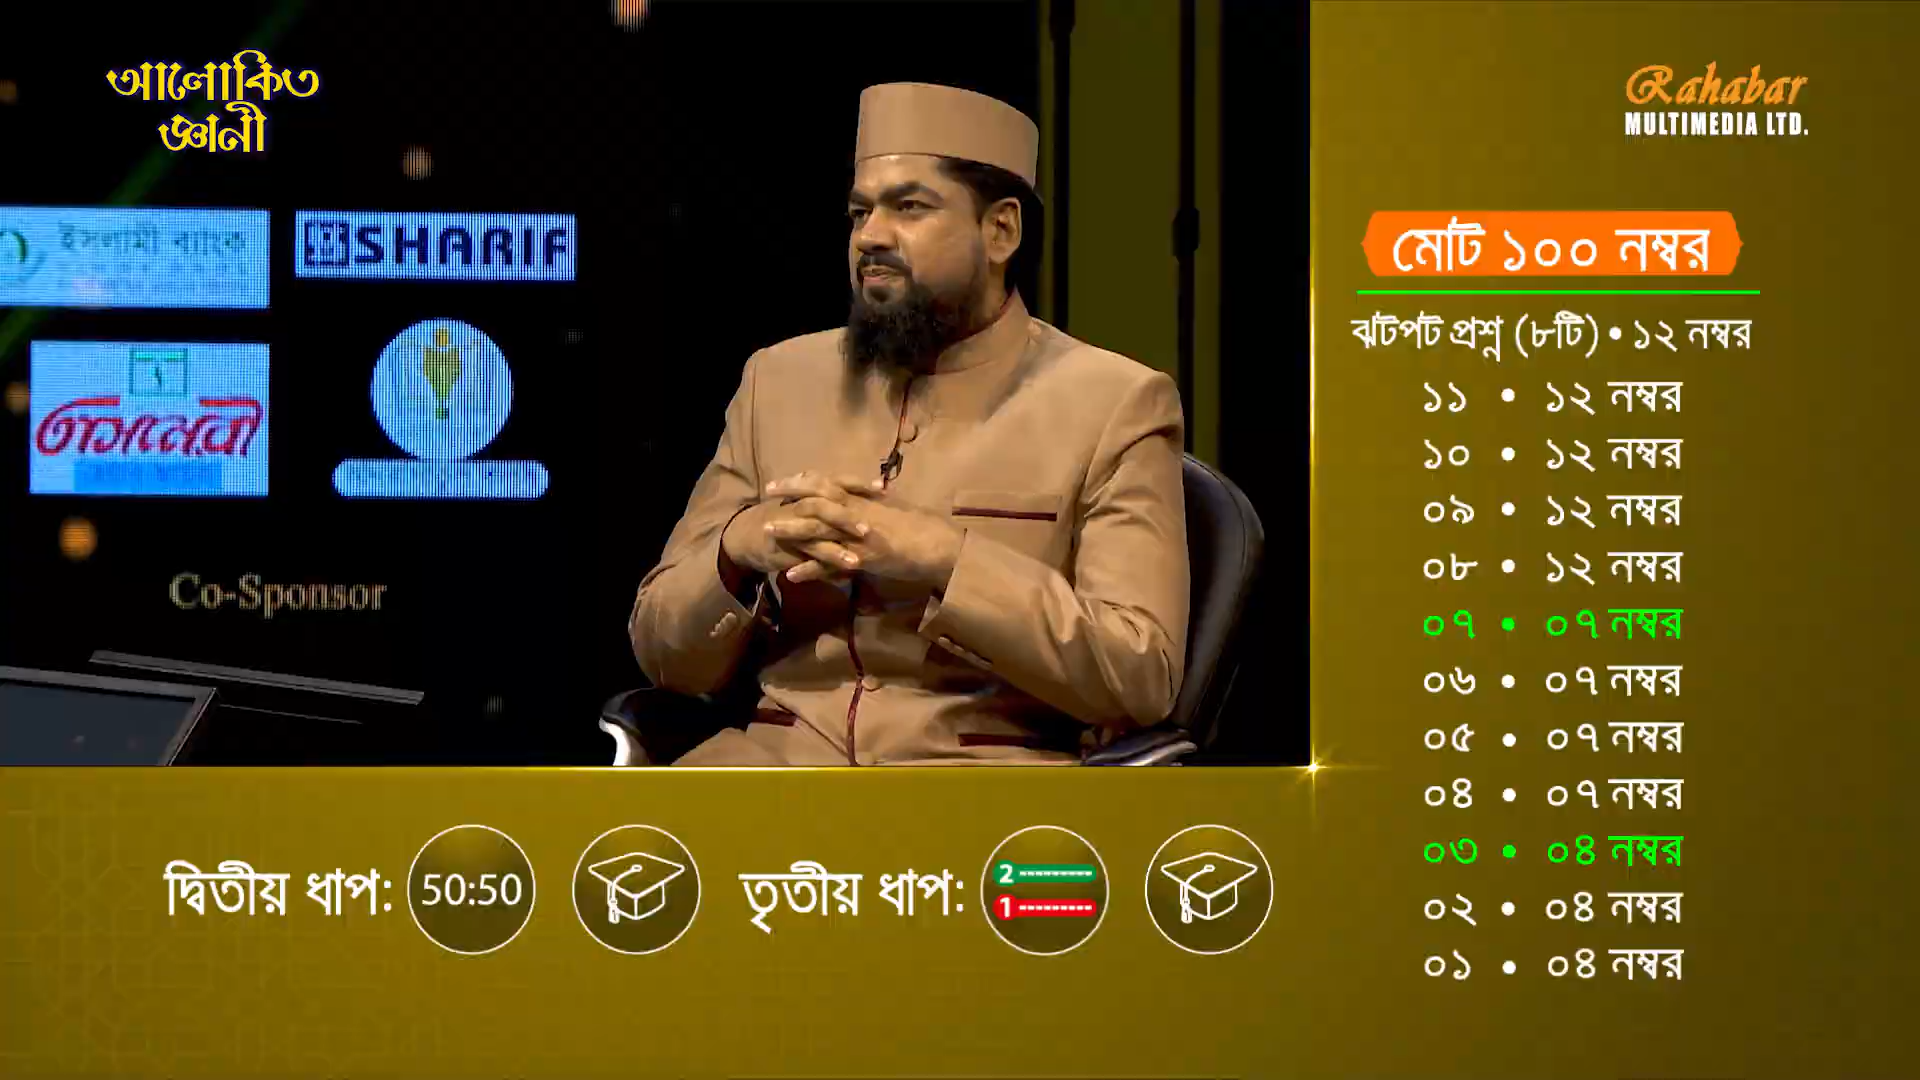 আলোকিত
জ্ঞানী
Rahabar
MULTIMEDIA LTD.
ইসলামী ব্যাংক
SHARIF
Co-Sponsor
মোট ১০০ নম্বর
ঝটপট প্রশ্ন (৮টি) • ১২ নম্বর
১১ • ১২ নম্বর
১০ • ১২ নম্বর
০৯ • ১২ নম্বর
০৮ • ১২ নম্বর
০৭ • ০৭ নম্বর
০৬ • ০৭ নম্বর
০৫ • ০৭ নম্বর
০৪ • ০৭ নম্বর
০৩ • ০৪ নম্বর
০২ • ০৪ নম্বর
০১ • ০৪ নম্বর
দ্বিতীয় ধাপ: 50:50 তৃতীয় ধাপ: 2
1